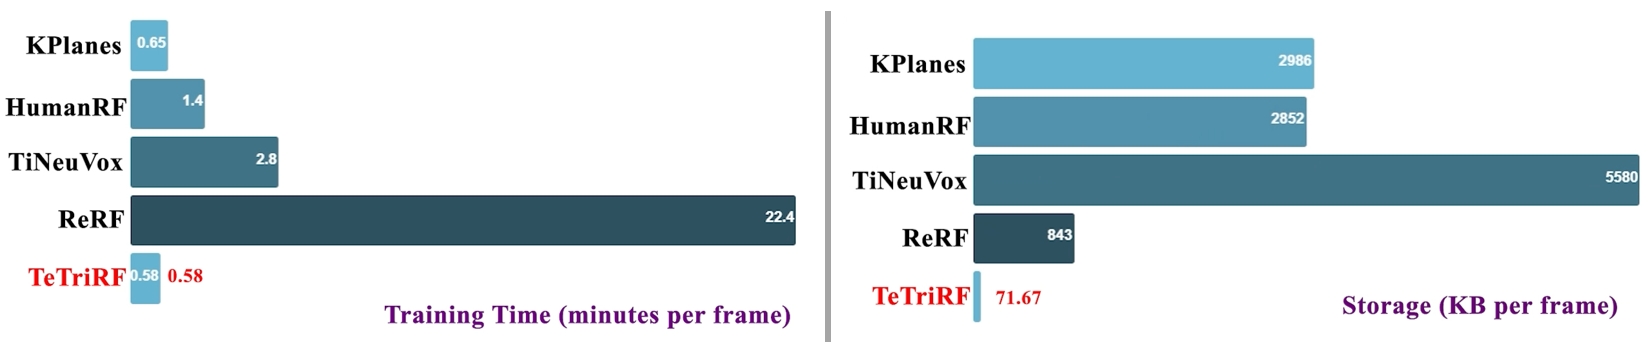 KPlanes 0.65
HumanRF 1.4
TiNeuVox 2.8
ReRF 22.4
TeTriRF 0.58 0.58
Training Time (minutes per frame)
KPlanes 2986
HumanRF 2852
TiNeuVox 5580
ReRF 843
TeTriRF 71.67
Storage (KB per frame)